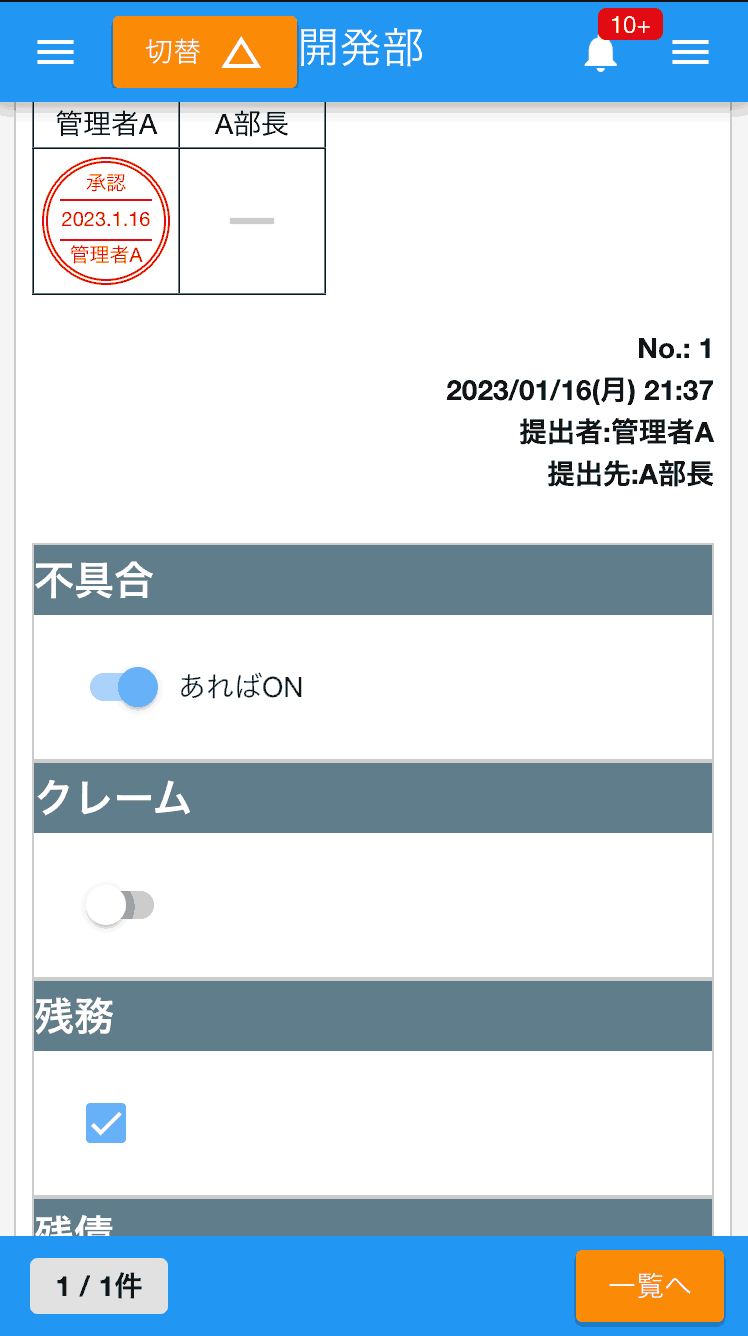 切替
開発部
10+
管理者A
A部長
承認
2023.1.16
管理者A
No.: 1
2023/01/16(月) 21:37
提出者:管理者A
提出先:A部長
不具合
あればON
クレーム
残務
残債
1 / 1件
一覧へ